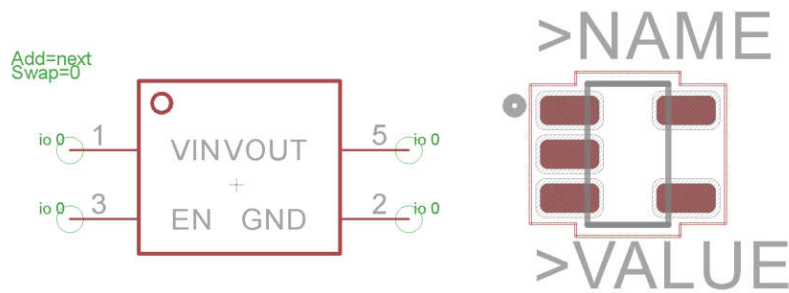 Add=next
Swap=0
io 0 1 VINVOUT 5 io 0
io 0 3 EN GND 2 io 0
>NAME
>VALUE